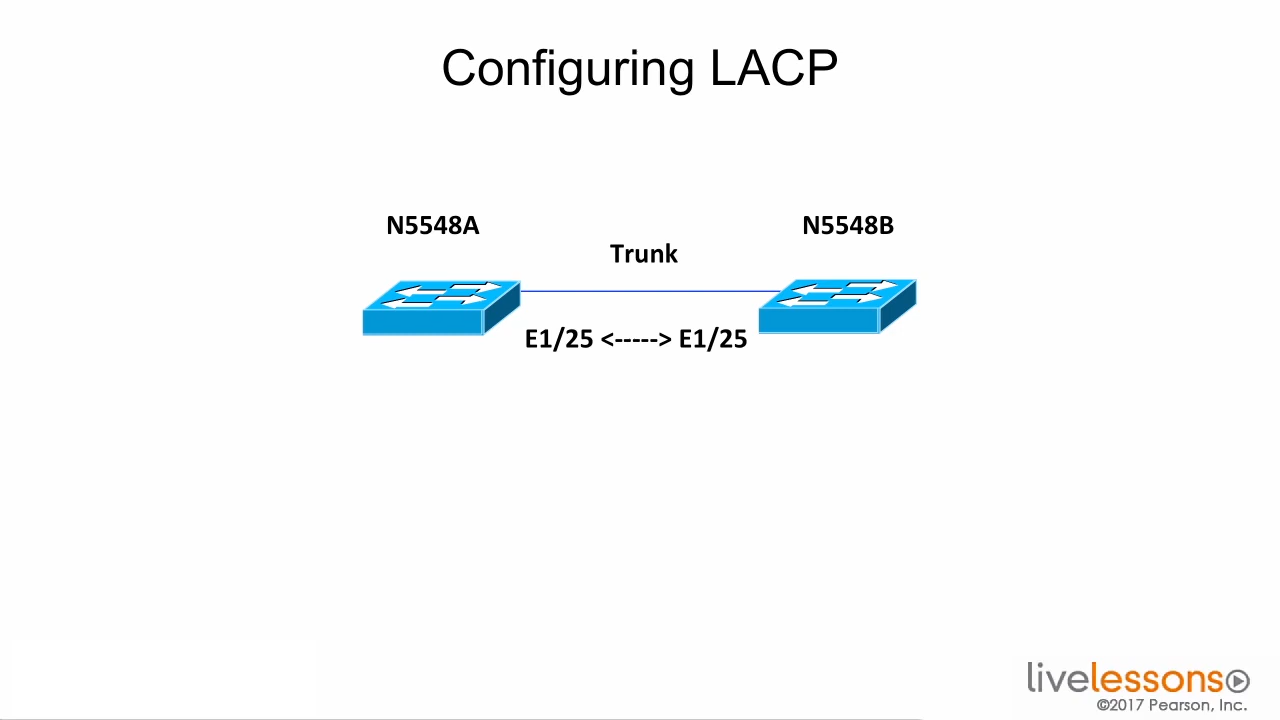 Configuring LACP
N5548A
N5548B
Trunk
E1/25 <-----> E1/25
livelessons
©2017 Pearson, Inc.